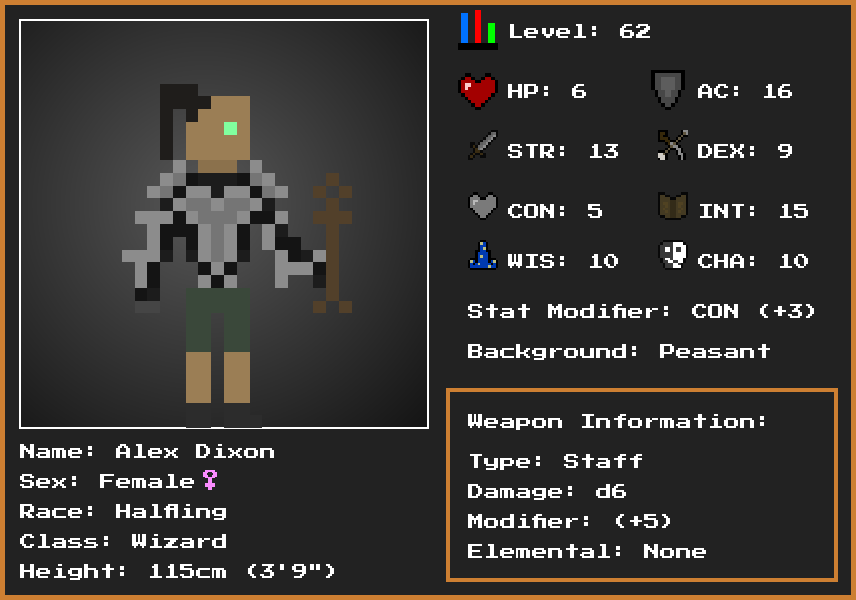 Level: 62
HP: 6
AC: 16
STR: 13
DEX: 9
CON: 5
INT: 15
WIS: 10
CHA: 10
Stat Modifier: CON (+3)
Background: Peasant
Weapon Information:
Type: Staff
Damage: d6
Modifier: (+5)
Elemental: None
Name: Alex Dixon
Sex: Female♀
Race: Halfling
Class: Wizard
Height: 115cm (3'9")